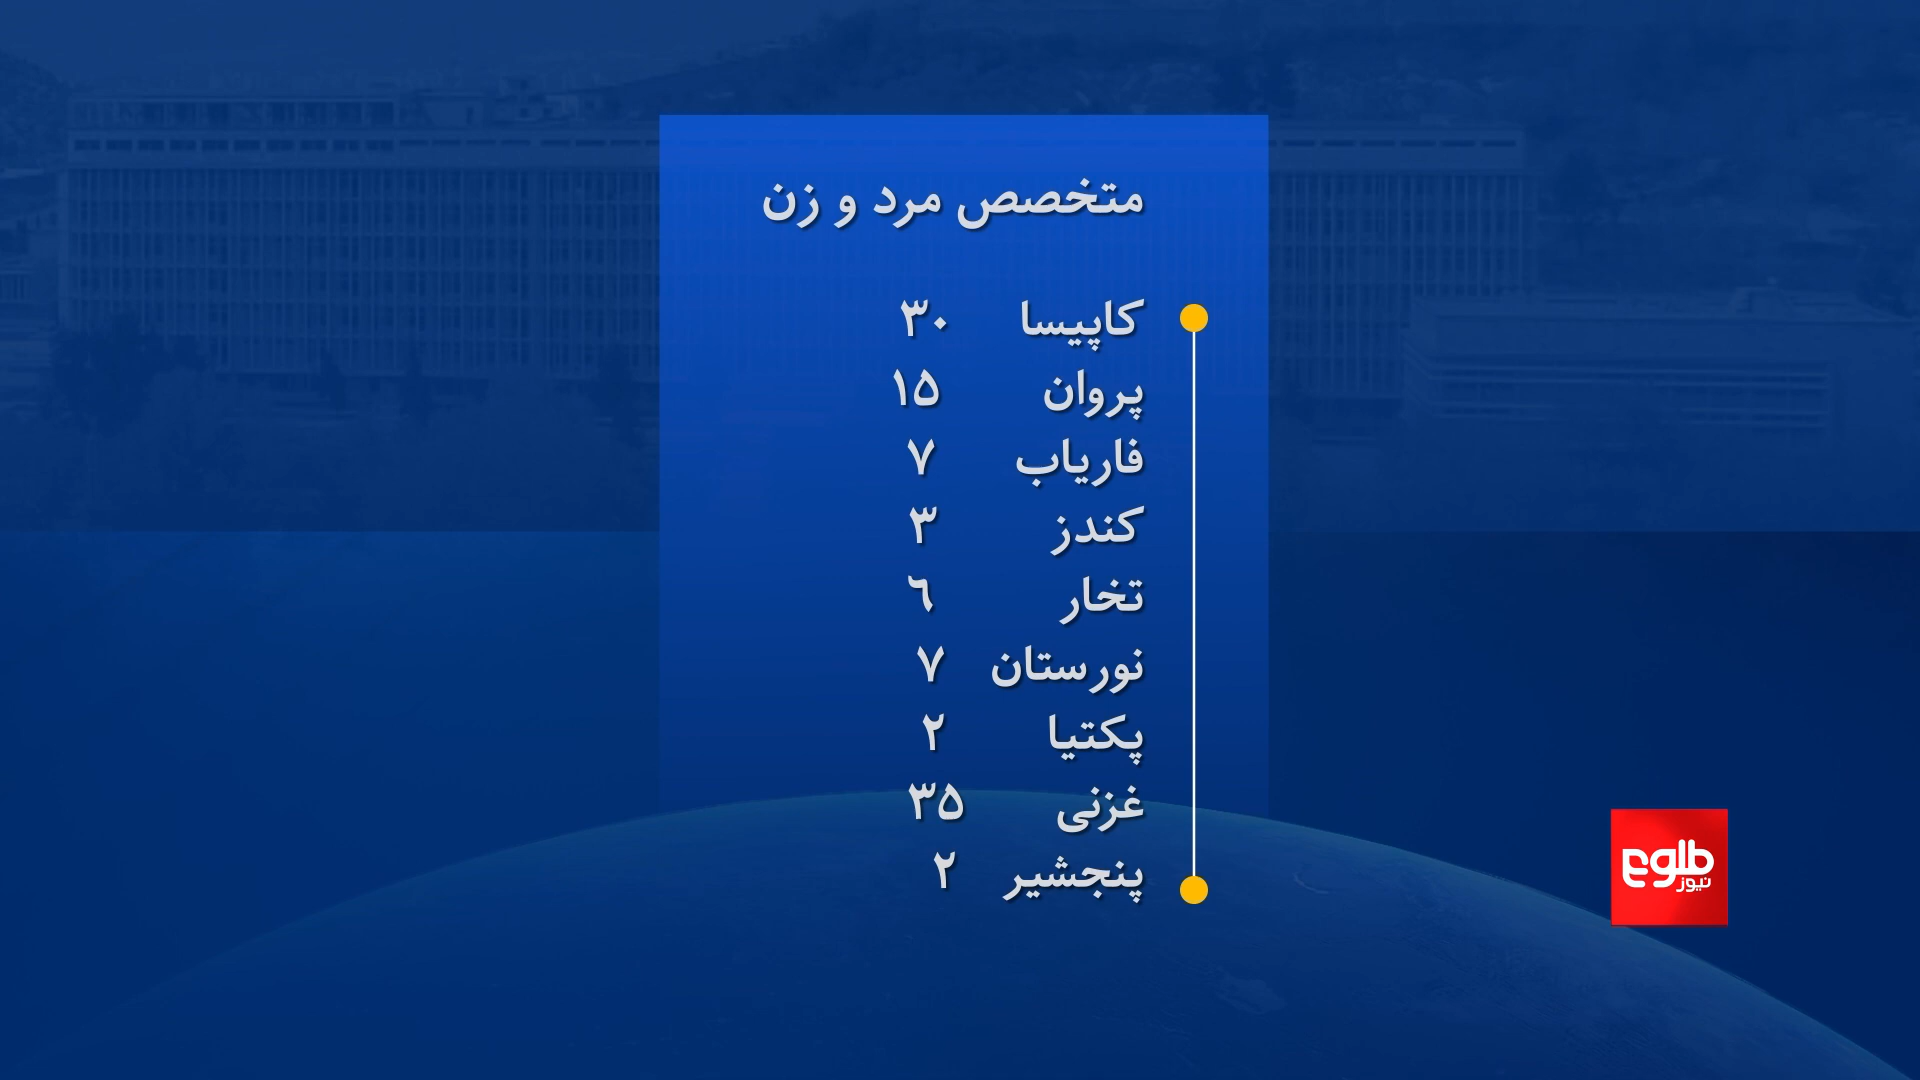 متخصص مرد و زن
کاپیسا ۳۰
پروان ۱۵
فاریاب ۷
کندز ۳
تخار ٦
نورستان ۷
پکتیا ۲
غزنی ۳۵
پنجشیر ۲
طلوع
نیوز